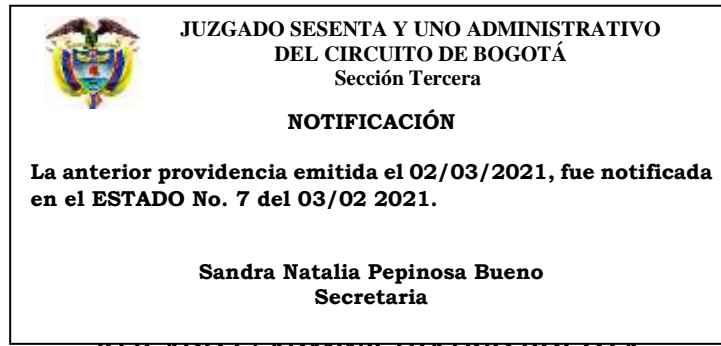 JUZGADO SESENTA Y UNO ADMINISTRATIVO
DEL CIRCUITO DE BOGOTÁ
Sección Tercera
NOTIFICACIÓN
La anterior providencia emitida el 02/03/2021, fue notificada
en el ESTADO No. 7 del 03/02 2021.
Sandra Natalia Pepinosa Bueno
Secretaria